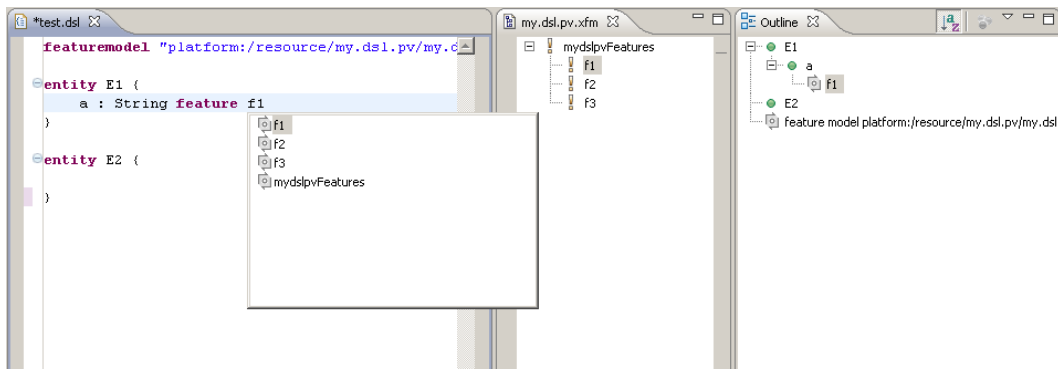 *test.dsl
featuremodel "platform:/resource/my.dsl.pv/my.d
entity E1 {
a : String feature f1
}
entity E2 {
}
f1
f2
f3
mydslpvFeatures
my.dsl.pv.xfm
mydslpvFeatures
f1
f2
f3
Outline
E1
a
f1
E2
feature model platform:/resource/my.dsl.pv/my.dsl